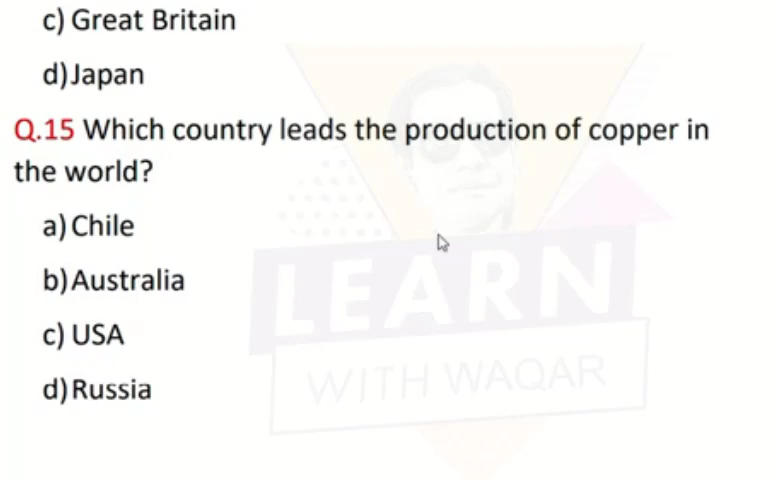 c) Great Britain
d) Japan
Q.15 Which country leads the production of copper in
the world?
a) Chile
b) Australia
c) USA
d) Russia
LEARN
WITH WAQAR